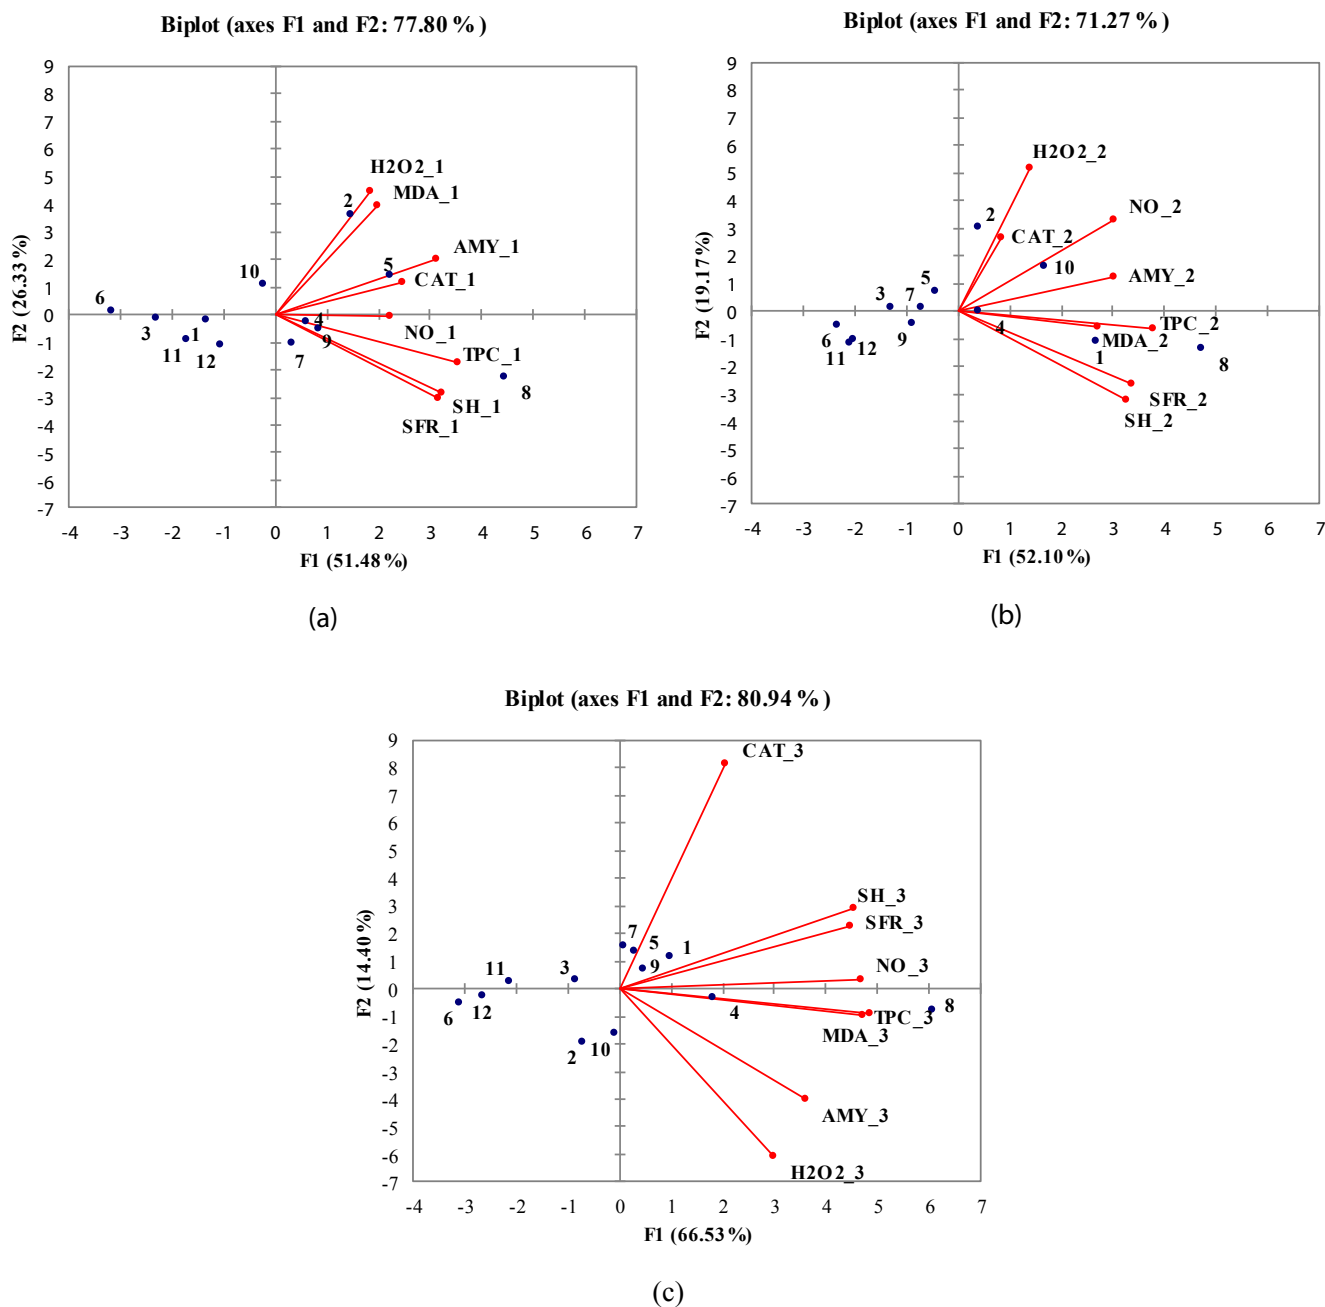 Biplot (axes F1 and F2: 77.80 %)
9
8
7
6
5
4
3
2
1
0
-1
-2
-3
-4
-5
-6
-7
F2 (26.33%)
H2O2_1
MDA_1
2
AMY_1
5
CAT_1
10
6
3
1
11
12
4
9
7
NO_1
TPC_1
8
SH_1
SFR_1
-4 -3 -2 -1 0 1 2 3 4 5 6 7
F1 (51.48%)
(a)
Biplot (axes F1 and F2: 71.27 %)
9
8
7
6
5
4
3
2
1
0
-1
-2
-3
-4
-5
-6
-7
F2 (19.17%)
H2O2_2
2
NO_2
CAT_2
10
AMY_2
5
3 7
4
TPC_2
MDA_2
1
6 12 9
11
8
SFR_2
SH_2
-4 -3 -2 -1 0 1 2 3 4 5 6 7
F1 (52.10%)
(b)
Biplot (axes F1 and F2: 80.94 %)
9
8
7
6
5
4
3
2
1
0
-1
-2
-3
-4
-5
-6
-7
F2 (14.40%)
CAT_3
SH_3
SFR_3
7
5 1
9
NO_3
11 3
6 12
4
8
TPC_3
MDA_3
2 10
AMY_3
H2O2_3
-4 -3 -2 -1 0 1 2 3 4 5 6 7
F1 (66.53%)
(c)